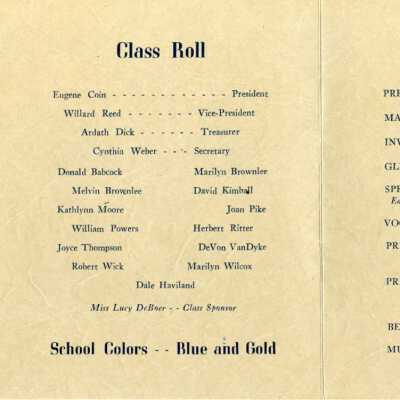 Class Roll
Eugene Coin - - - - - - - - - - - - President
Willard Reed - - - - - - - Vice-President
Ardath Dick - - - - - - Treasurer
Cynthia Weber - - - - Secretary
Donald Babcock Marilyn Brownlee
Melvin Brownlee David Kimball
Kathlynn Moore Joan Pike
William Powers Herbert Ritter
Joyce Thompson DeVon VanDyke
Robert Wick Marilyn Wilcox
Dale Haviland
Miss Lucy DeBoer - - Class Sponsor
School Colors - - Blue and Gold
PRE
MA
INV
GL
SPE
VOC
PR
PR
BE
MU